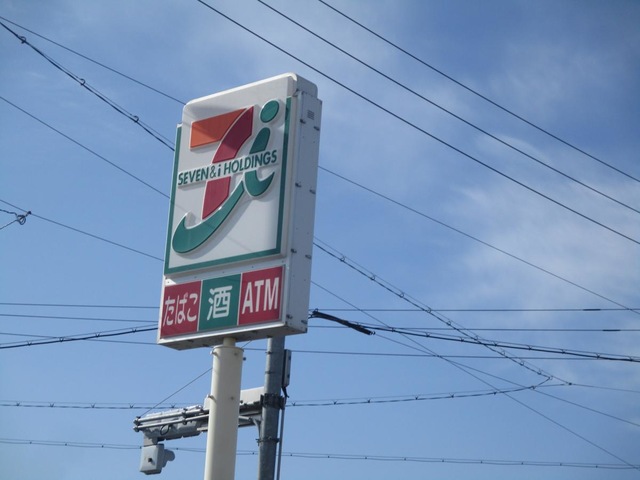 SEVEN & i HOLDINGS
たばこ 酒 ATM